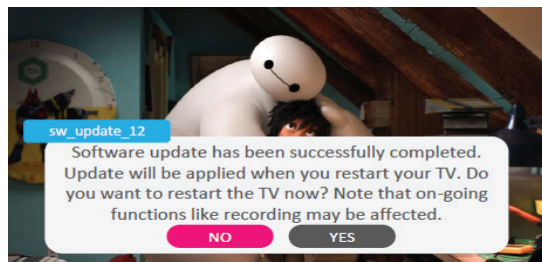 sw_update_12
Software update has been successfully completed.
Update will be applied when you restart your TV. Do
you want to restart the TV now? Note that on-going
functions like recording may be affected.
NO
YES